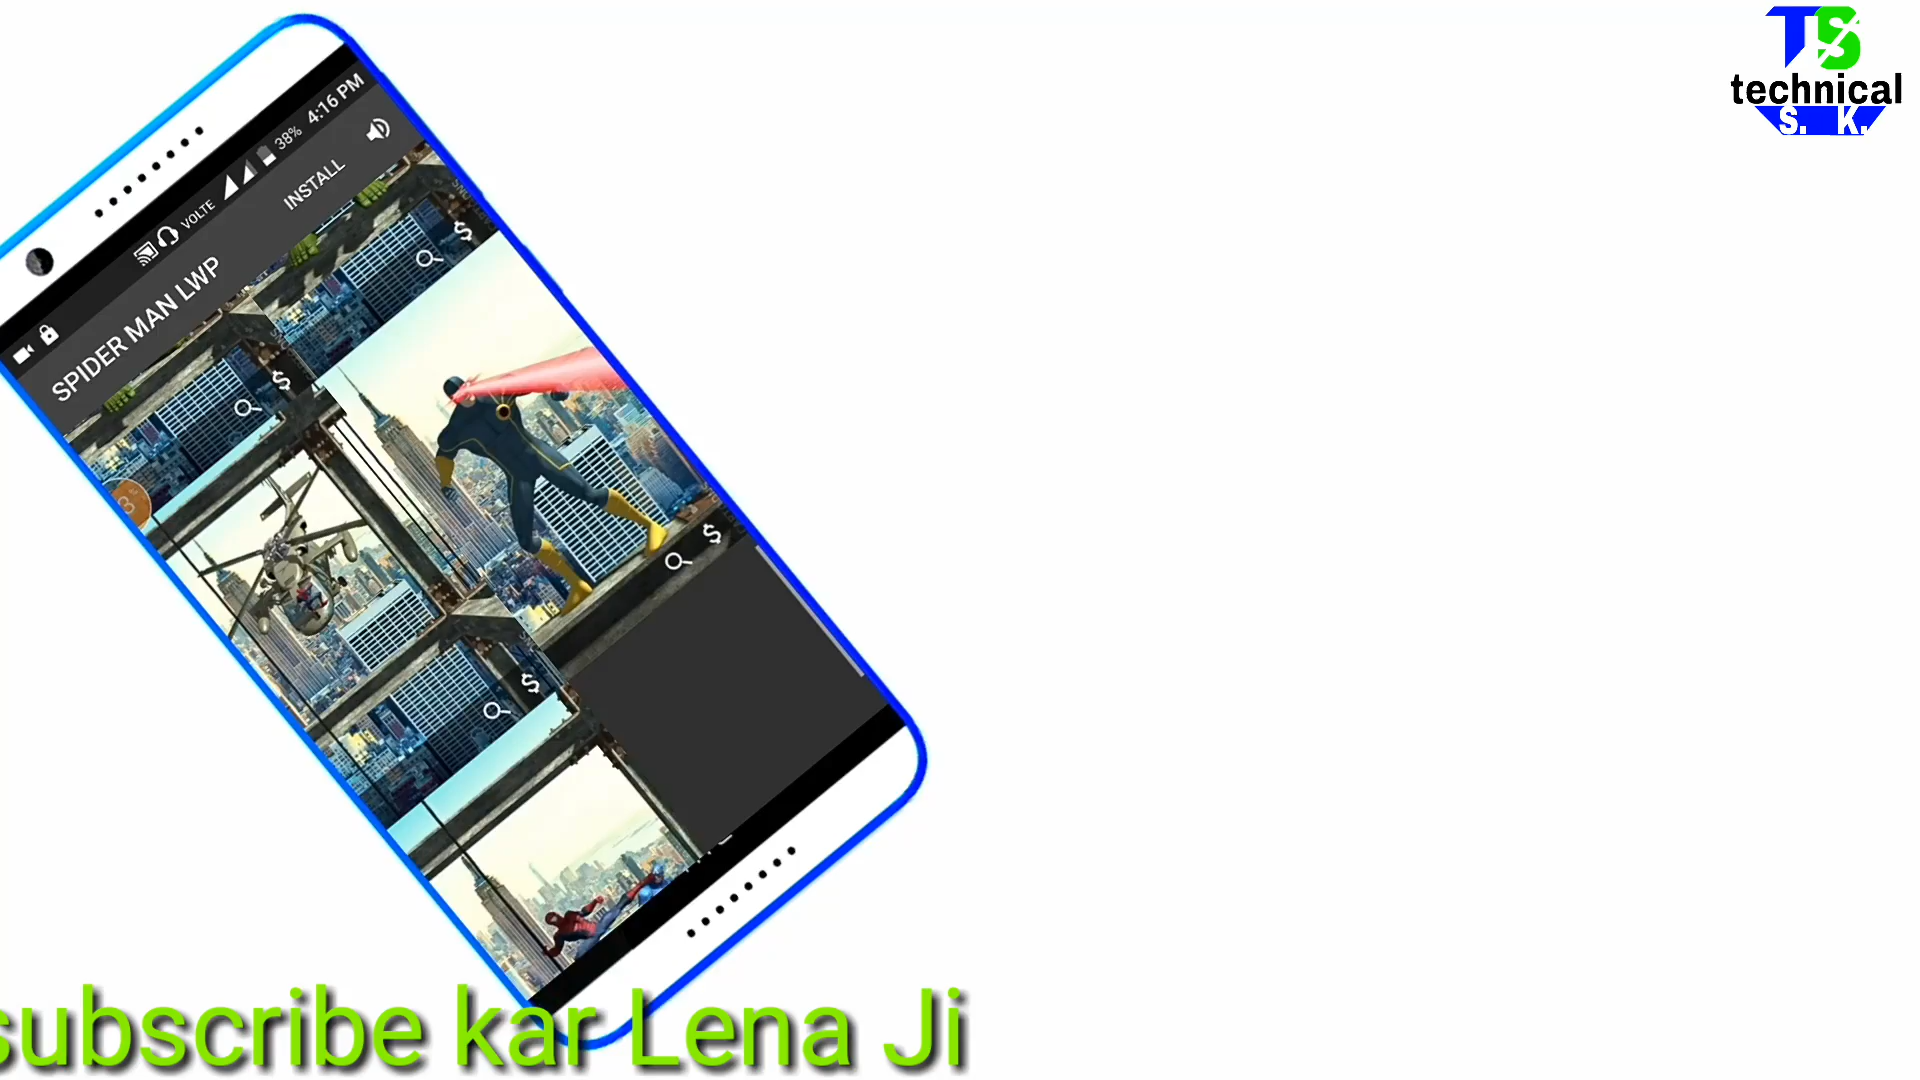 TS
technical
S. K.
4:16 PM
38%
VOLTE
INSTALL
SPIDER MAN LWP
subscribe kar Lena Ji